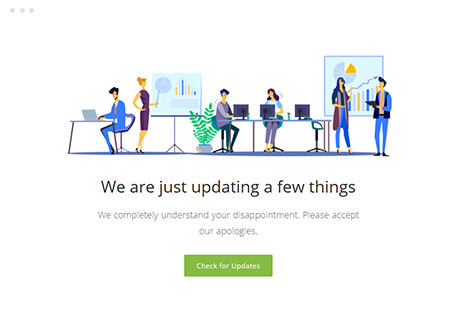 We are just updating a few things
We completely understand your disappointment. Please accept
our apologies.
Check for Updates